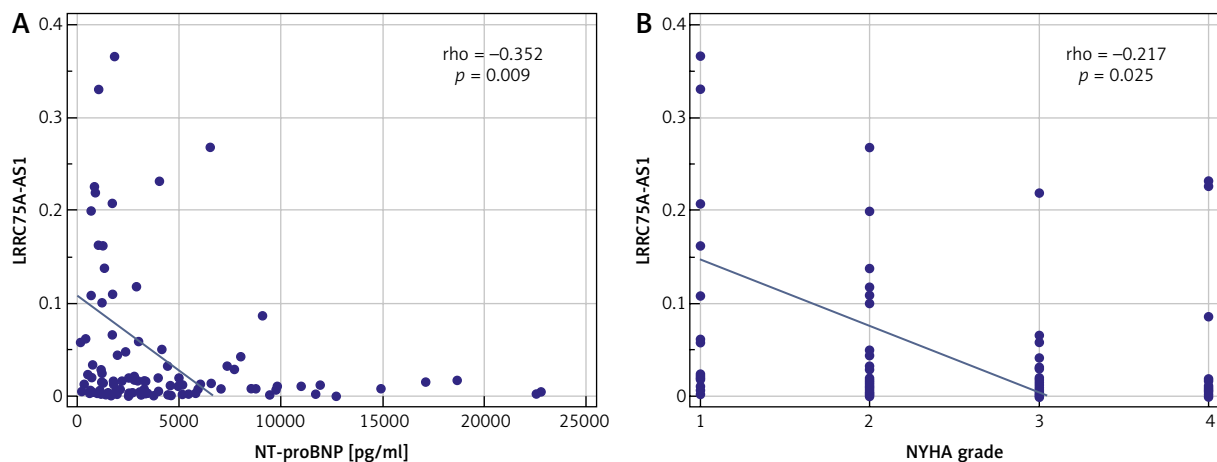 A
rho = –0.352
p = 0.009
LRRC75A-AS1
0.4
0.3
0.2
0.1
0
0 5000 10000 15000 20000 25000
NT-proBNP [pg/ml]
B
rho = –0.217
p = 0.025
LRRC75A-AS1
0.4
0.3
0.2
0.1
0
1 2 3 4
NYHA grade